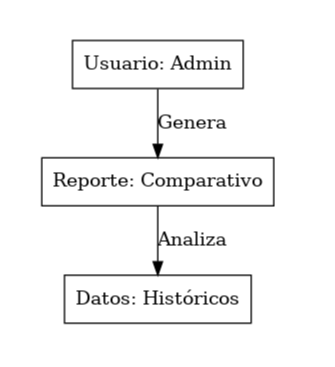 Usuario: Admin
Genera
Reporte: Comparativo
Analiza
Datos: Históricos